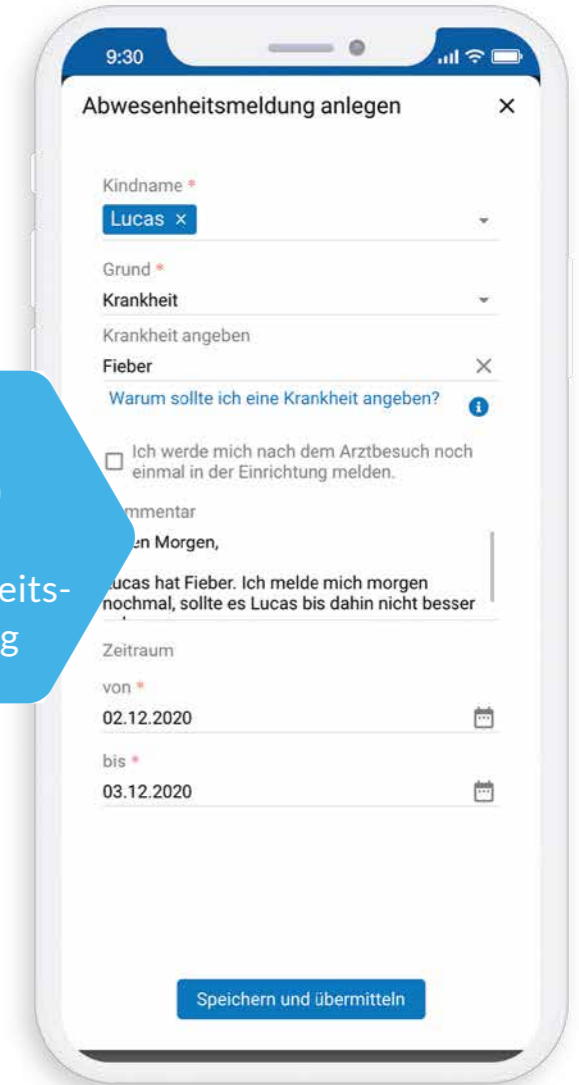 9:30
Abwesenheitsmeldung anlegen ×
Kindname *
Lucas ×
Grund *
Krankheit
Krankheit angeben
Fieber ×
Warum sollte ich eine Krankheit angeben? i
Ich werde mich nach dem Arztbesuch noch
einmal in der Einrichtung melden.
mmentar
en Morgen,
ucas hat Fieber. Ich melde mich morgen
nochmal, sollte es Lucas bis dahin nicht besser
eits-
g
Zeitraum
von *
02.12.2020
bis *
03.12.2020
Speichern und übermitteln